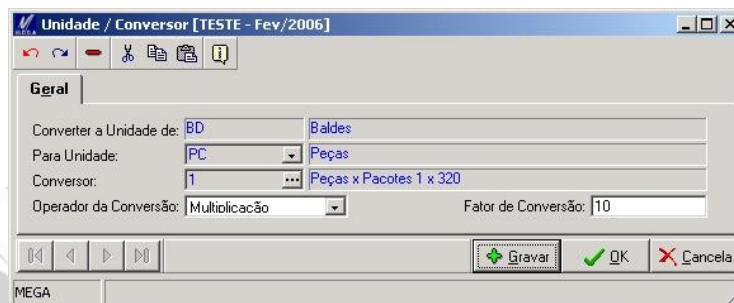 Unidade / Conversor [TESTE - Fev/2006]
Geral
Converter a Unidade de: BD Baldes
Para Unidade: PC Peças
Conversor: 1 ... Peças x Pacotes 1 x 320
Operador da Conversão: Multiplicação Fator de Conversão: 10
Gravar OK Cancela
MEGA